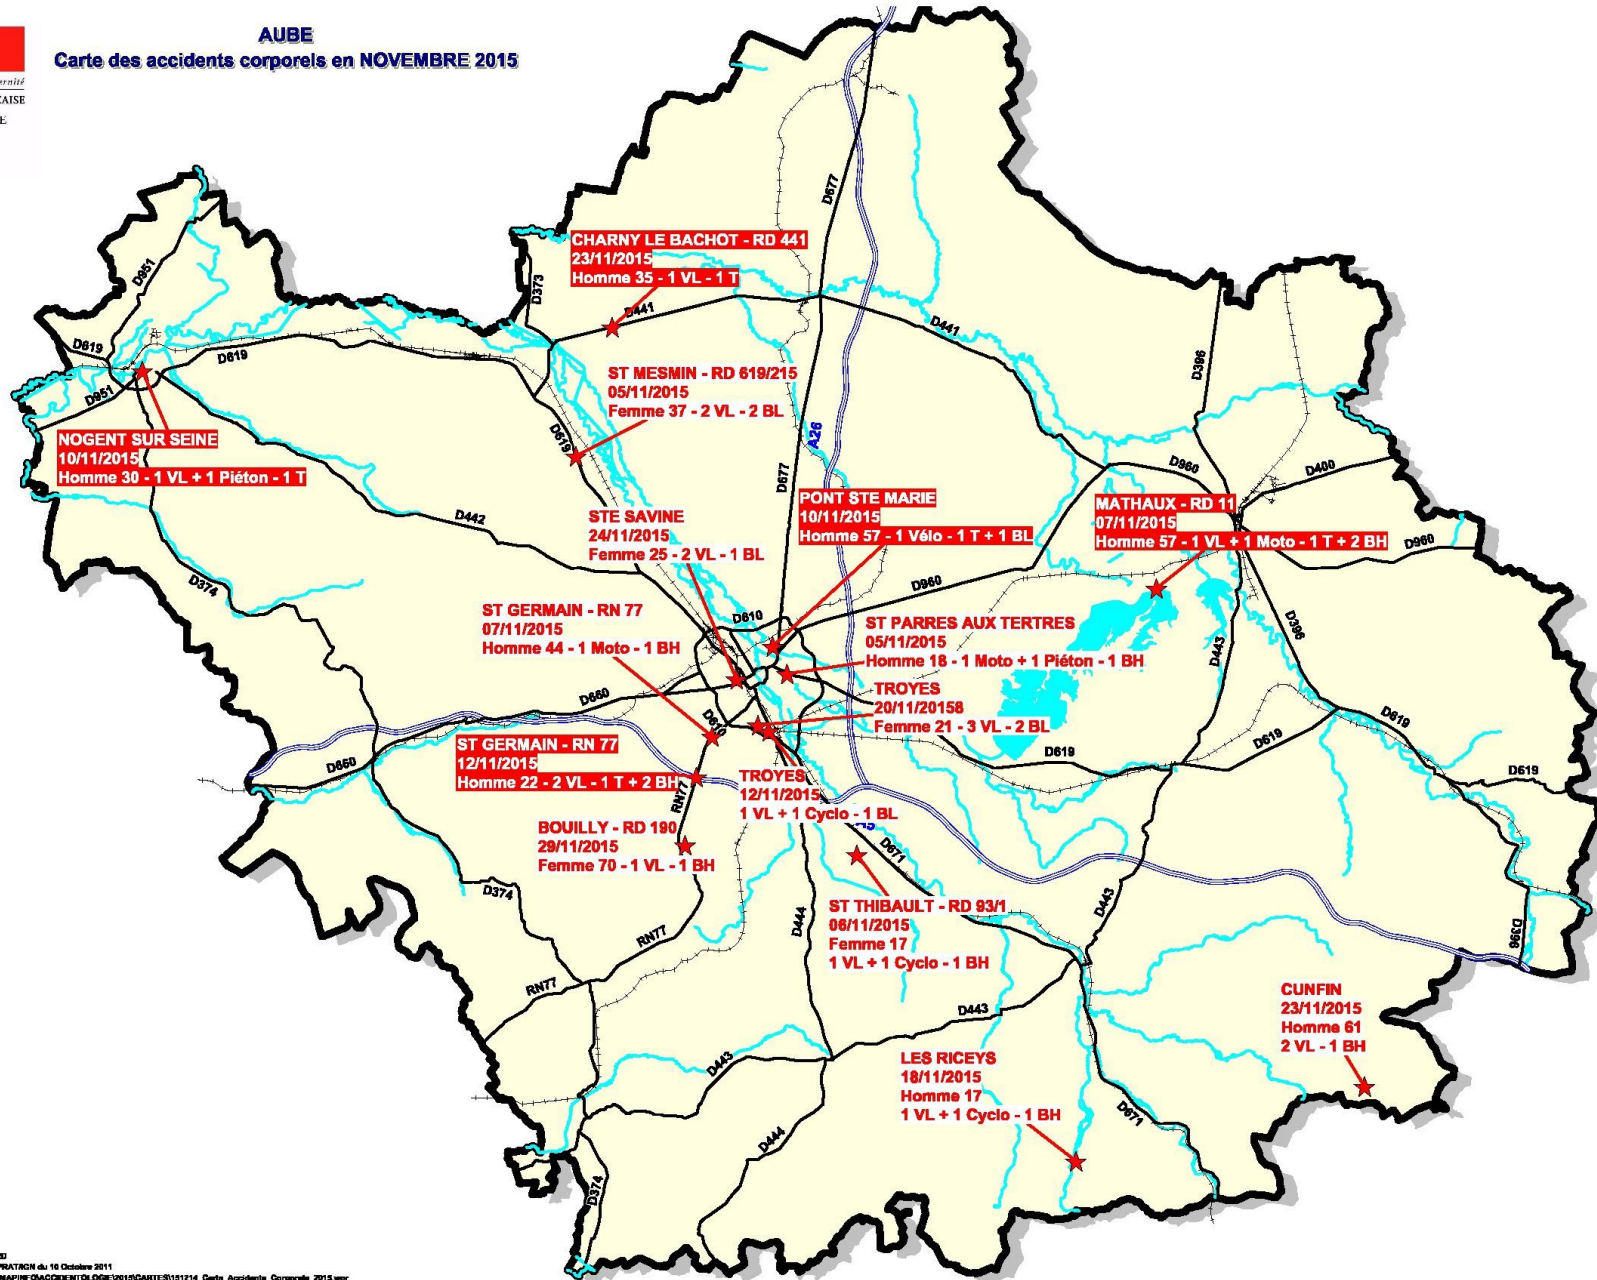 AUBE
Carte des accidents corporels en NOVEMBRE 2015
D677
D951
CHARNY LE BACHOT - RD 441
23/11/2015
Homme 35 - 1 VL - 1 T
D373
D441
D441
D619
D619
D396
D951
ST MESMIN - RD 619/215
05/11/2015
Femme 37 - 2 VL - 2 BL
NOGENT SUR SEINE
10/11/2015
Homme 30 - 1 VL + 1 Piéton - 1 T
D619
A26
D677
D960
D400
D442
STE SAVINE
24/11/2015
Femme 25 - 2 VL - 1 BL
PONT STE MARIE
10/11/2015
Homme 57 - 1 Vélo - 1 T + 1 BL
MATHAUX - RD 11
07/11/2015
Homme 57 - 1 VL + 1 Moto - 1 T + 2 BH
D960
D374
D960
ST GERMAIN - RN 77
07/11/2015
Homme 44 - 1 Moto - 1 BH
D610
ST PARRES AUX TERTRES
05/11/2015
Homme 18 - 1 Moto + 1 Piéton - 1 BH
D396
D443
TROYES
20/11/20158
Femme 21 - 3 VL - 2 BL
D660
D610
D619
D619
D619
D619
ST GERMAIN - RN 77
12/11/2015
Homme 22 - 2 VL - 1 T + 2 BH
D660
RN77
TROYES
12/11/2015
1 VL + 1 Cyclo - 1 BL
BOUILLY - RD 190
29/11/2015
Femme 70 - 1 VL - 1 BH
D671
D374
D444
D443
D396
ST THIBAULT - RD 93/1
06/11/2015
Femme 17
1 VL + 1 Cyclo - 1 BH
RN77
RN77
D443
CUNFIN
23/11/2015
Homme 61
2 VL - 1 BH
D443
LES RICEYS
18/11/2015
Homme 17
1 VL + 1 Cyclo - 1 BH
D671
D444
D374